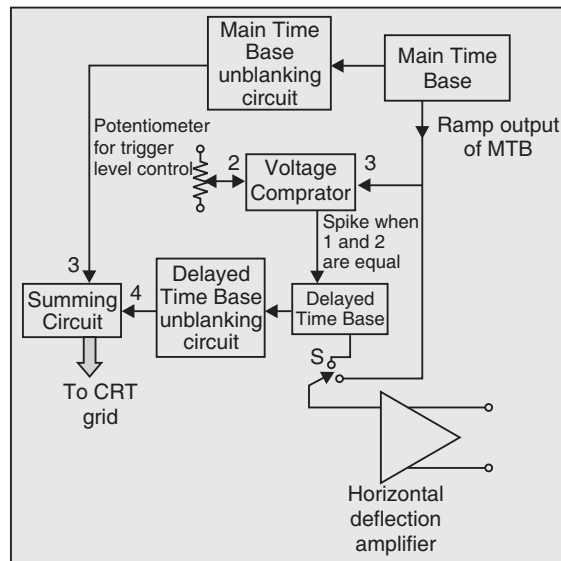 Main Time
Base
unblanking
circuit
Main Time
Base
Ramp output
of MTB
Potentiometer
for trigger
level control
2
Voltage
Comprator
3
Spike when
1 and 2
are equal
3
Summing
Circuit
4
Delayed
Time Base
unblanking
circuit
Delayed
Time Base
S
To CRT
grid
Horizontal
deflection
amplifier